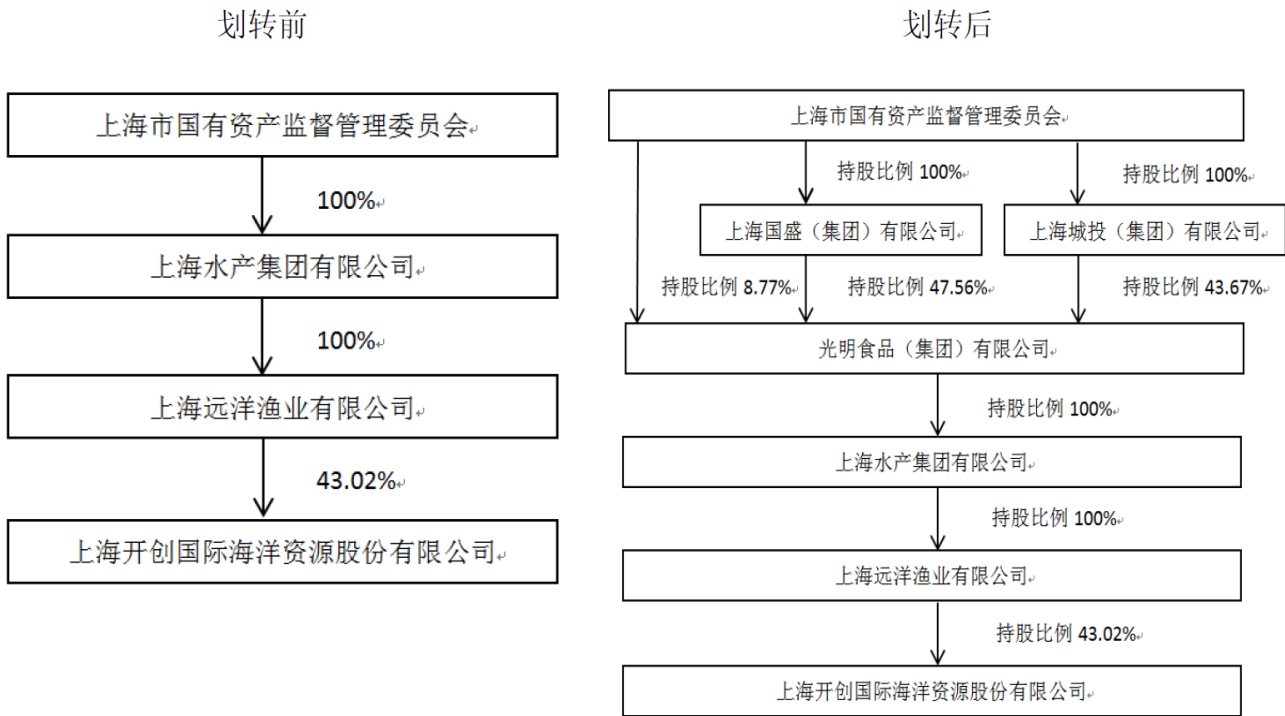 划转前
上海市国有资产监督管理委员会
100%
上海水产集团有限公司
100%
上海远洋渔业有限公司
43.02%
上海开创国际海洋资源股份有限公司
划转后
上海市国有资产监督管理委员会
持股比例 100%
持股比例 100%
上海国盛（集团）有限公司
上海城投（集团）有限公司
持股比例 8.77%
持股比例 47.56%
持股比例 43.67%
光明食品（集团）有限公司
持股比例 100%
上海水产集团有限公司
持股比例 100%
上海远洋渔业有限公司
持股比例 43.02%
上海开创国际海洋资源股份有限公司